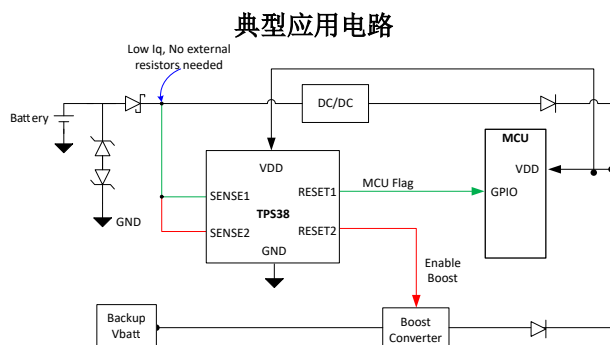 典型应用电路
Low Iq, No external
resistors needed
Battery
DC/DC
MCU
VDD
VDD
SENSE1
RESET1
MCU Flag
GPIO
TPS38
SENSE2
RESET2
GND
GND
Enable
Boost
Backup
Vbatt
Boost
Converter